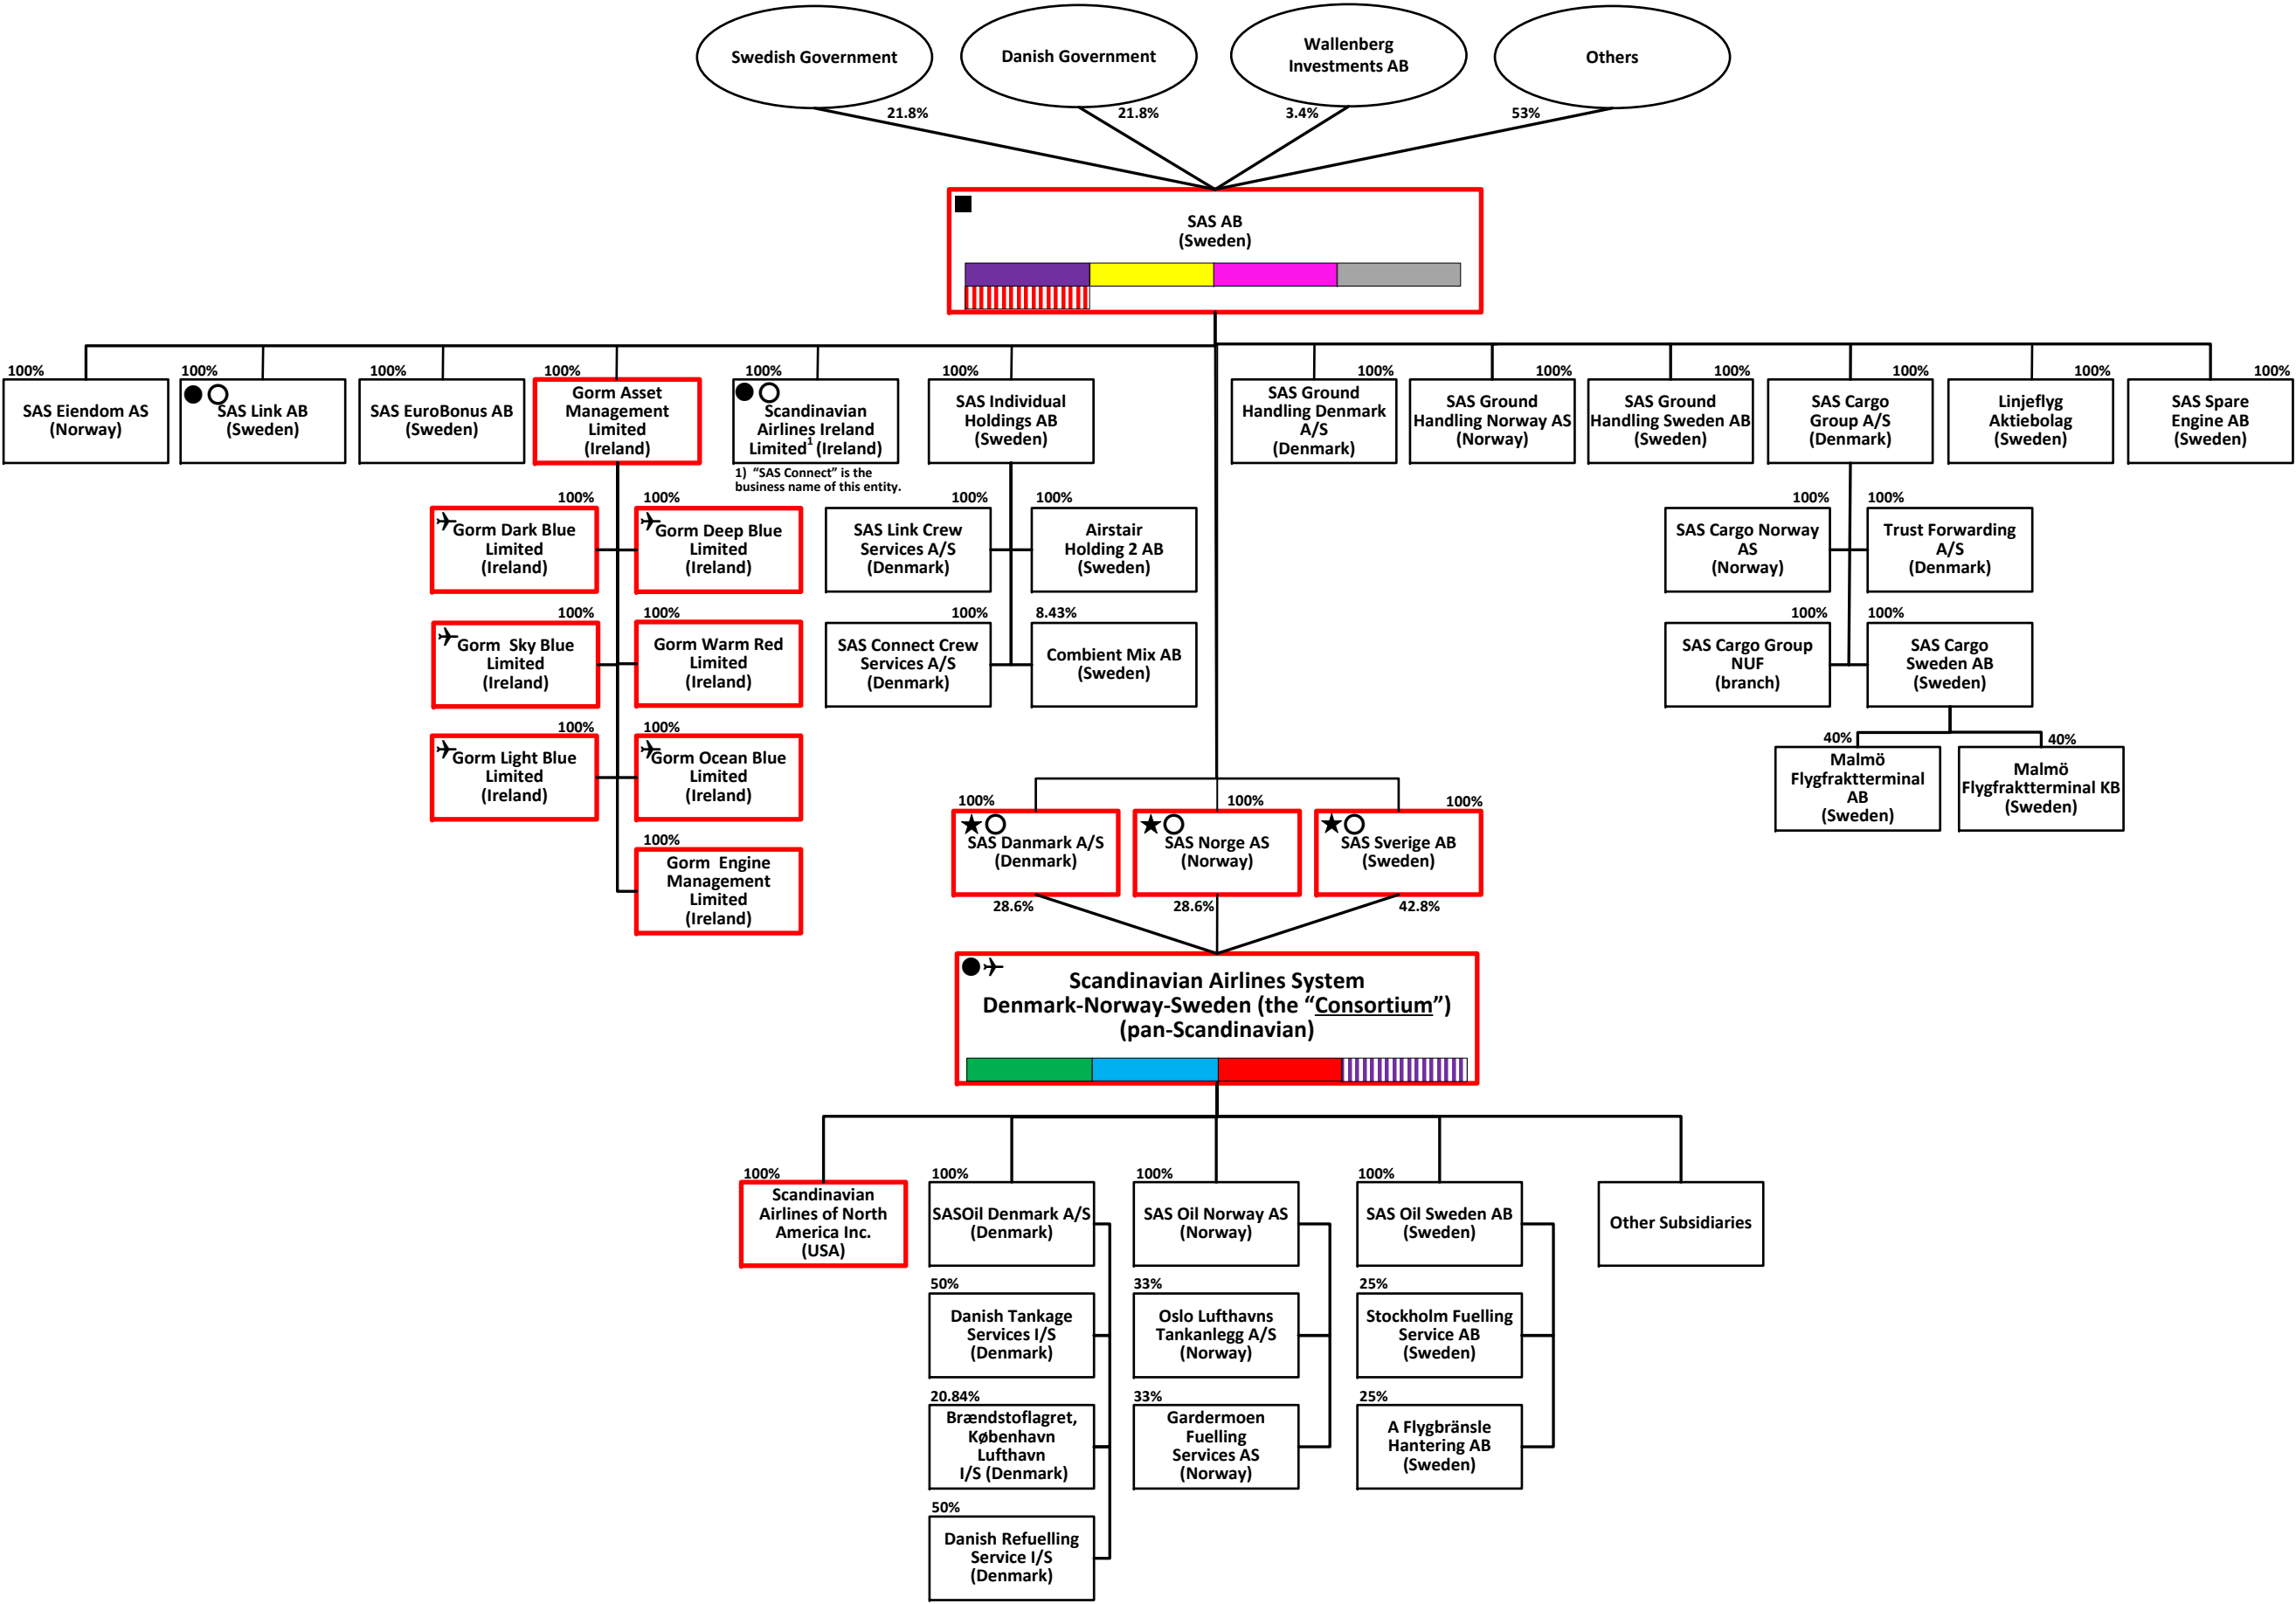 Swedish Government
Danish Government
Wallenberg
Investments AB
Others
21.8%
21.8%
3.4%
53%
SAS AB
(Sweden)
100%
SAS Eiendom AS
(Norway)
100%
SAS Link AB
(Sweden)
100%
SAS EuroBonus AB
(Sweden)
100%
Gorm Asset
Management
Limited
(Ireland)
100%
Scandinavian
Airlines Ireland
Limited1 (Ireland)
1) “SAS Connect” is the
business name of this entity.
100%
SAS Individual
Holdings AB
(Sweden)
100%
SAS Ground
Handling Denmark
A/S
(Denmark)
100%
SAS Ground
Handling Norway AS
(Norway)
100%
SAS Ground
Handling Sweden AB
(Sweden)
100%
SAS Cargo
Group A/S
(Denmark)
100%
Linjeflyg
Aktiebolag
(Sweden)
100%
SAS Spare
Engine AB
(Sweden)
100%
Gorm Dark Blue
Limited
(Ireland)
100%
Gorm Deep Blue
Limited
(Ireland)
100%
Gorm Sky Blue
Limited
(Ireland)
100%
Gorm Warm Red
Limited
(Ireland)
100%
Gorm Light Blue
Limited
(Ireland)
100%
Gorm Ocean Blue
Limited
(Ireland)
100%
Gorm Engine
Management
Limited
(Ireland)
100%
SAS Link Crew
Services A/S
(Denmark)
100%
Airstair
Holding 2 AB
(Sweden)
100%
SAS Connect Crew
Services A/S
(Denmark)
8.43%
Combient Mix AB
(Sweden)
100%
SAS Cargo Norway
AS
(Norway)
100%
Trust Forwarding
A/S
(Denmark)
100%
SAS Cargo Group
NUF
(branch)
100%
SAS Cargo
Sweden AB
(Sweden)
40%
Malmö
Flygfraktterminal
AB
(Sweden)
40%
Malmö
Flygfraktterminal KB
(Sweden)
100%
SAS Danmark A/S
(Denmark)
100%
SAS Norge AS
(Norway)
100%
SAS Sverige AB
(Sweden)
28.6%
28.6%
42.8%
Scandinavian Airlines System
Denmark-Norway-Sweden (the “Consortium”)
(pan-Scandinavian)
100%
Scandinavian
Airlines of North
America Inc.
(USA)
100%
SASOil Denmark A/S
(Denmark)
100%
SAS Oil Norway AS
(Norway)
100%
SAS Oil Sweden AB
(Sweden)
Other Subsidiaries
50%
Danish Tankage
Services I/S
(Denmark)
33%
Oslo Lufthavns
Tankanlegg A/S
(Norway)
25%
Stockholm Fuelling
Service AB
(Sweden)
20.84%
Brændstoflagret,
København
Lufthavn
I/S (Denmark)
33%
Gardermoen
Fuelling
Services AS
(Norway)
25%
A Flygbränsle
Hantering AB
(Sweden)
50%
Danish Refuelling
Service I/S
(Denmark)